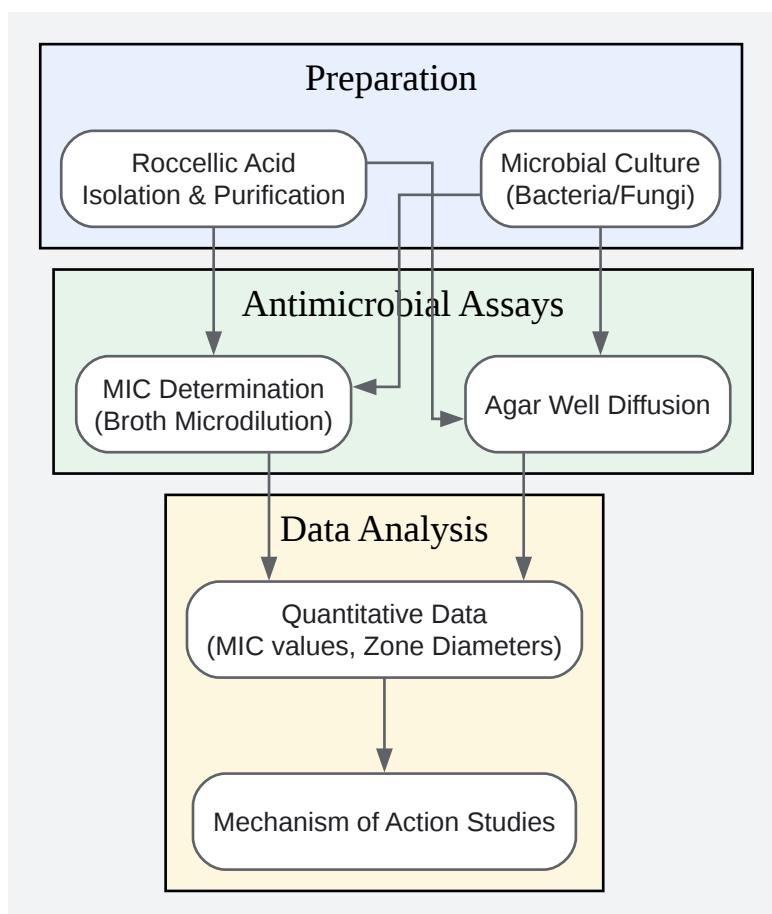 Preparation
Roccellic Acid
Isolation & Purification
Microbial Culture
(Bacteria/Fungi)
Antimicrobial Assays
MIC Determination
(Broth Microdilution)
Agar Well Diffusion
Data Analysis
Quantitative Data
(MIC values, Zone Diameters)
Mechanism of Action Studies